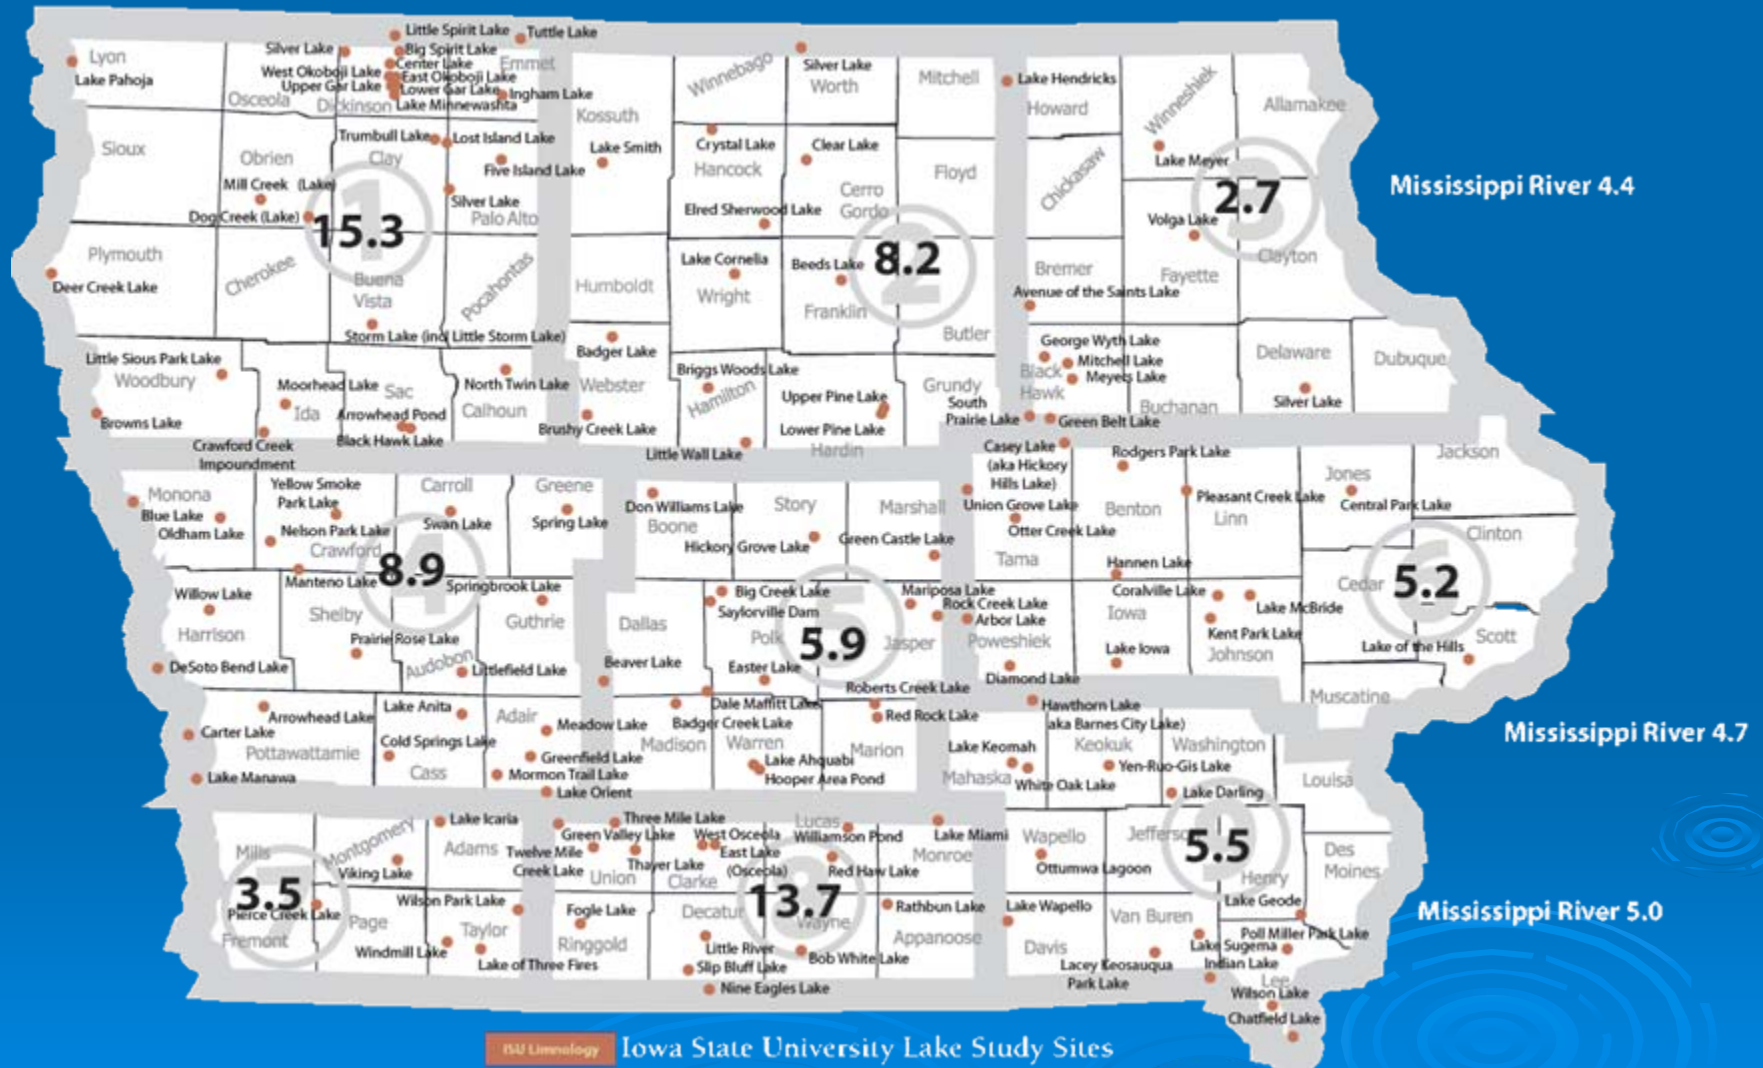 Little Spirit Lake
Tuttle Lake
Lyon
Silver Lake
Big Spirit Lake
Center Lake
Emmet
Lake Pahoja
West Okoboji Lake
East Okoboji Lake
Upper Gar Lake
Lower Gar Lake
Ingham Lake
Osceola
Dickinson
Lake Minnewashta
Silver Lake
Winnebago
Worth
Mitchell
Lake Hendricks
Howard
Winneshiek
Allamakee
Kossuth
Sioux
Trumbull Lake
Lost Island Lake
Obrien
Clay
Five Island Lake
Lake Smith
Crystal Lake
Clear Lake
Hancock
Floyd
Chickasaw
Lake Meyer
Mill Creek (Lake)
Silver Lake
Dog Creek (Lake)
Palo Alto
1
15.3
Cerro
Gordo
Elred Sherwood Lake
3
2.7
Volga Lake
Mississippi River 4.4
Plymouth
Cherokee
Buena
Vista
Pocahontas
Deer Creek Lake
Humboldt
Lake Cornelia
Wright
Beeds Lake
2
8.2
Franklin
Bremer
Fayette
Clayton
Avenue of the Saints Lake
Storm Lake (incl Little Storm Lake)
Badger Lake
Butler
George Wyth Lake
Mitchell Lake
Meyers Lake
Black
Hawk
Delaware
Dubuque
Little Sious Park Lake
Woodbury
Moorhead Lake
Sac
Ida
North Twin Lake
Calhoun
Webster
Briggs Woods Lake
Hamilton
Upper Pine Lake
Grundy
South
Prairie Lake
Green Belt Lake
Buchanan
Silver Lake
Browns Lake
Arrowhead Pond
Black Hawk Lake
Brushy Creek Lake
Lower Pine Lake
Hardin
Little Wall Lake
Crawford Creek
Impoundment
Casey Lake
(aka Hickory
Hills Lake)
Rodgers Park Lake
Jackson
Jones
Monona
Yellow Smoke
Park Lake
Carroll
Greene
Blue Lake
Oldham Lake
Nelson Park Lake
Swan Lake
Spring Lake
Crawford
Don Williams Lake
Boone
Story
Marshall
Hickory Grove Lake
Green Castle Lake
Union Grove Lake
Otter Creek Lake
Tama
Benton
Pleasant Creek Lake
Linn
Central Park Lake
Clinton
Manteno Lake
4
8.9
Springbrook Lake
Hannen Lake
Cedar
6
5.2
Willow Lake
Harrison
Shelby
Prairie Rose Lake
Guthrie
Audobon
Littlefield Lake
DeSoto Bend Lake
Dallas
Big Creek Lake
Saylorville Dam
Polk
5
5.9
Jasper
Mariposa Lake
Rock Creek Lake
Arbor Lake
Poweshiek
Coralville Lake
Iowa
Lake McBride
Kent Park Lake
Johnson
Lake Iowa
Lake of the Hills
Scott
Beaver Lake
Easter Lake
Diamond Lake
Muscatine
Arrowhead Lake
Lake Anita
Adair
Meadow Lake
Dale Maffitt Lake
Badger Creek Lake
Roberts Creek Lake
Red Rock Lake
Hawthorn Lake
(aka Barnes City Lake)
Carter Lake
Pottawattamie
Cold Springs Lake
Cass
Greenfield Lake
Mormon Trail Lake
Lake Manawa
Lake Orient
Madison
Warren
Lake Ahquabi
Hooper Area Pond
Marion
Lake Keomah
Mahaska
Keokuk
Washington
White Oak Lake
Yen-Ruo-Gis Lake
Lake Darling
Louisa
Mississippi River 4.7
Mills
Montgomery
Lake Icaria
Adams
Viking Lake
Three Mile Lake
Green Valley Lake
Twelve Mile
Creek Lake
Thayer Lake
Union
West Osceola
East Lake
(Osceola)
Clarke
Lucas
Williamson Pond
Red Haw Lake
Lake Miami
Monroe
Wapello
Ottumwa Lagoon
Jefferson
9
5.5
Henry
Des
Moines
7
3.5
Pierce Creek Lake
Fremont
Page
Wilson Park Lake
Taylor
Windmill Lake
Lake of Three Fires
Fogle Lake
Ringgold
Decatur
8
13.7
Wayne
Rathbun Lake
Appanoose
Little River
Slip Bluff Lake
Bob White Lake
Nine Eagles Lake
Lake Wapello
Davis
Van Buren
Lacey Keosauqua
Park Lake
Lake Geode
Poll Miller Park Lake
Lake Sugema
Indian Lake
Lee
Wilson Lake
Chatfield Lake
Mississippi River 5.0
ISU Limnology
Iowa State University Lake Study Sites